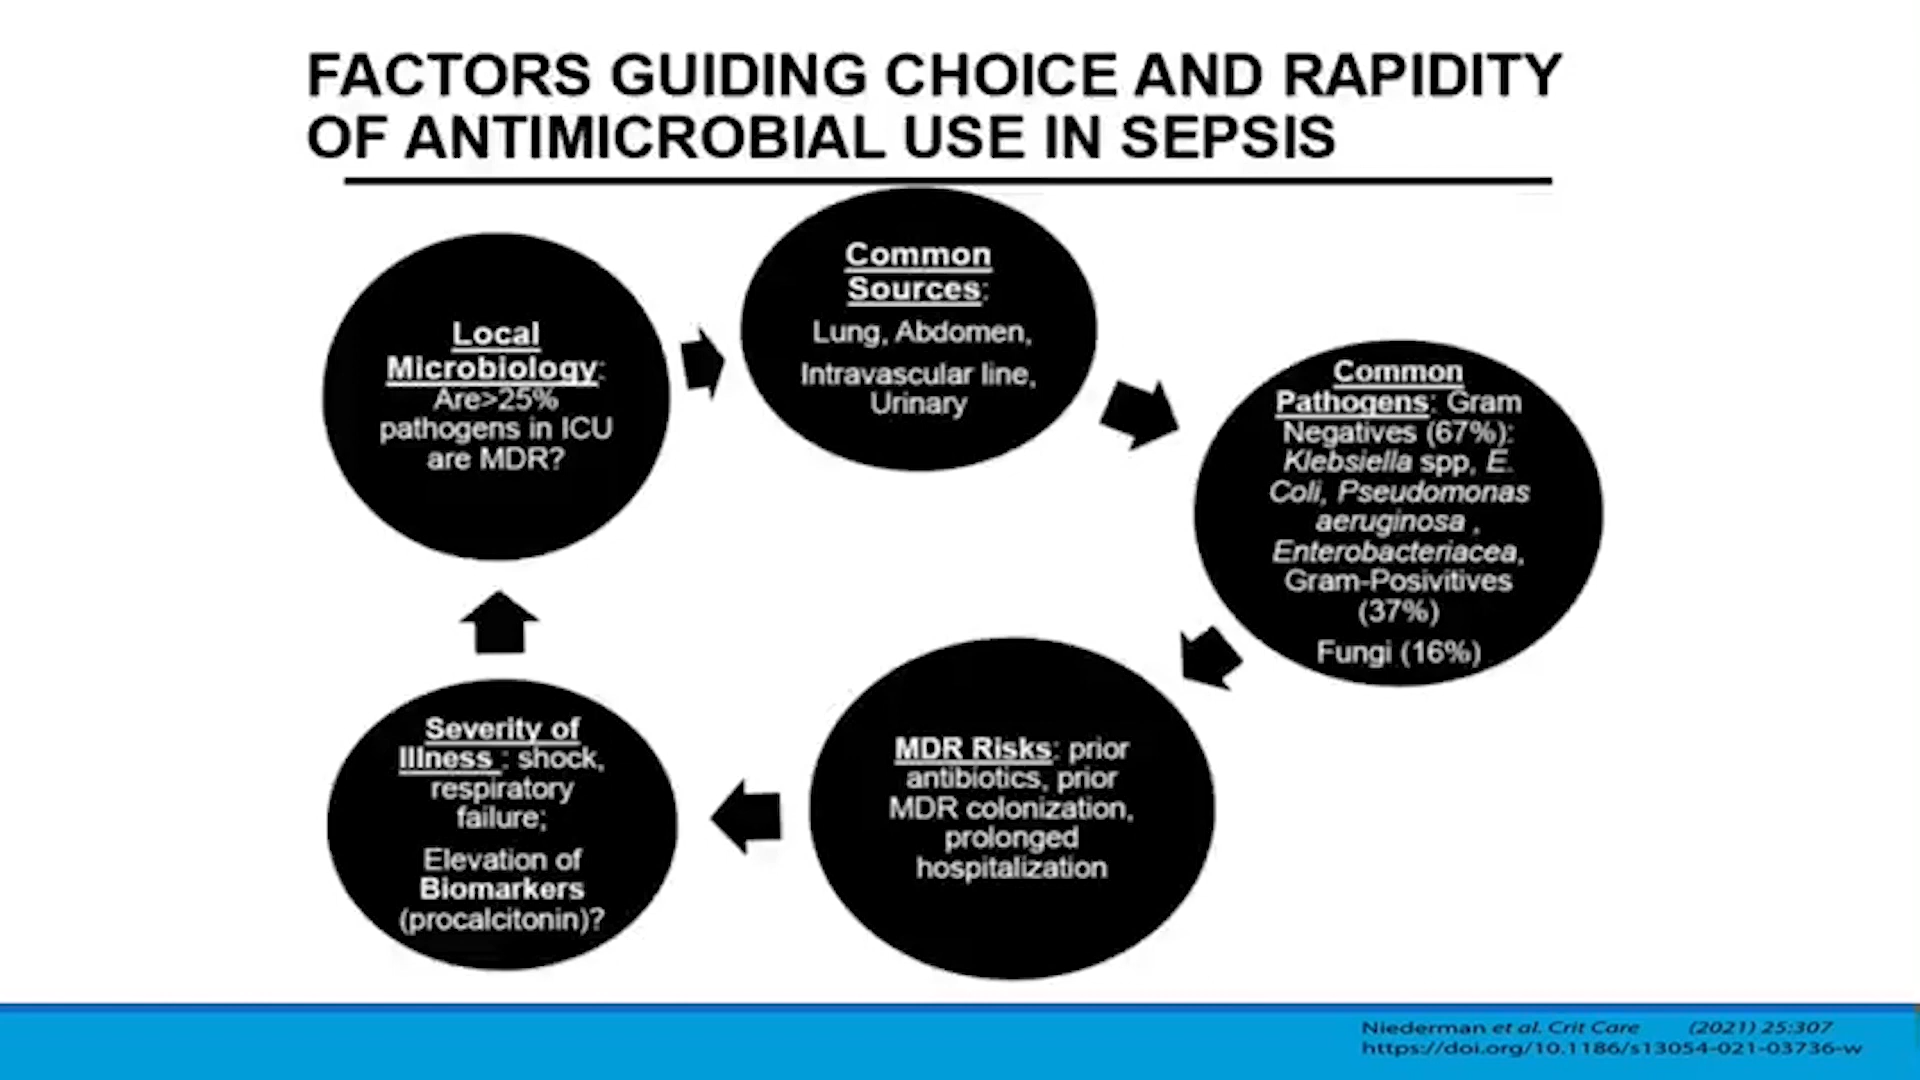 FACTORS GUIDING CHOICE AND RAPIDITY
OF ANTIMICROBIAL USE IN SEPSIS
Local
Microbiology:
Are>25%
pathogens in ICU
are MDR?
Common
Sources:
Lung, Abdomen,
Intravascular line,
Urinary
Common
Pathogens: Gram
Negatives (67%):
Klebsiella spp, E.
Coli, Pseudomonas
aeruginosa ,
Enterobacteriacea,
Gram-Posivitives
(37%)
Fungi (16%)
MDR Risks: prior
antibiotics, prior
MDR colonization,
prolonged
hospitalization
Severity of
Illness : shock,
respiratory
failure;
Elevation of
Biomarkers
(procalcitonin)?
Niederman et al. Crit Care (2021) 25:307
https://doi.org/10.1186/s13054-021-03736-w